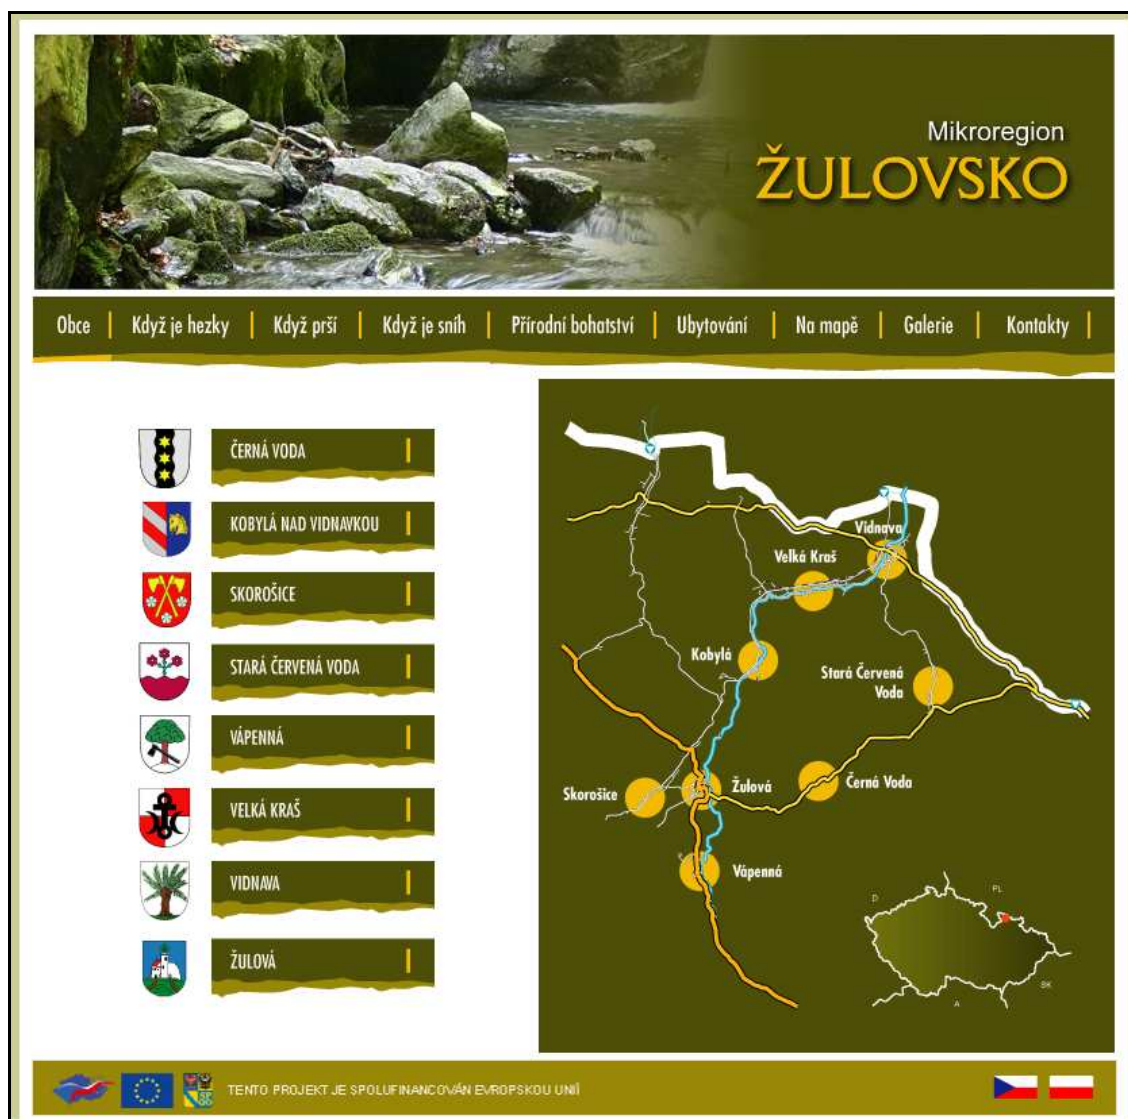 Mikroregion
ŽULOVSKO
Obce | Když je hezky | Když prší | Když je sníh | Přírodní bohatství | Ubytování | Na mapě | Galerie | Kontakty |
ČERNÁ VODA
KOBYLÁ NAD VIDNAVKOU
SKOROŠICE
STARÁ ČERVENÁ VODA
VÁPENNÁ
VELKÁ KRAŠ
VIDNAVA
ŽULOVÁ
Vidnava
Velká Kraš
Kobylá
Stará Červená
Voda
Žulová
Černá Voda
Skorošice
Vápenná
D
PL
SK
A
TENTO PROJEKT JE SPOLUFINANCOVÁN EVROPSKOU UNIÍ